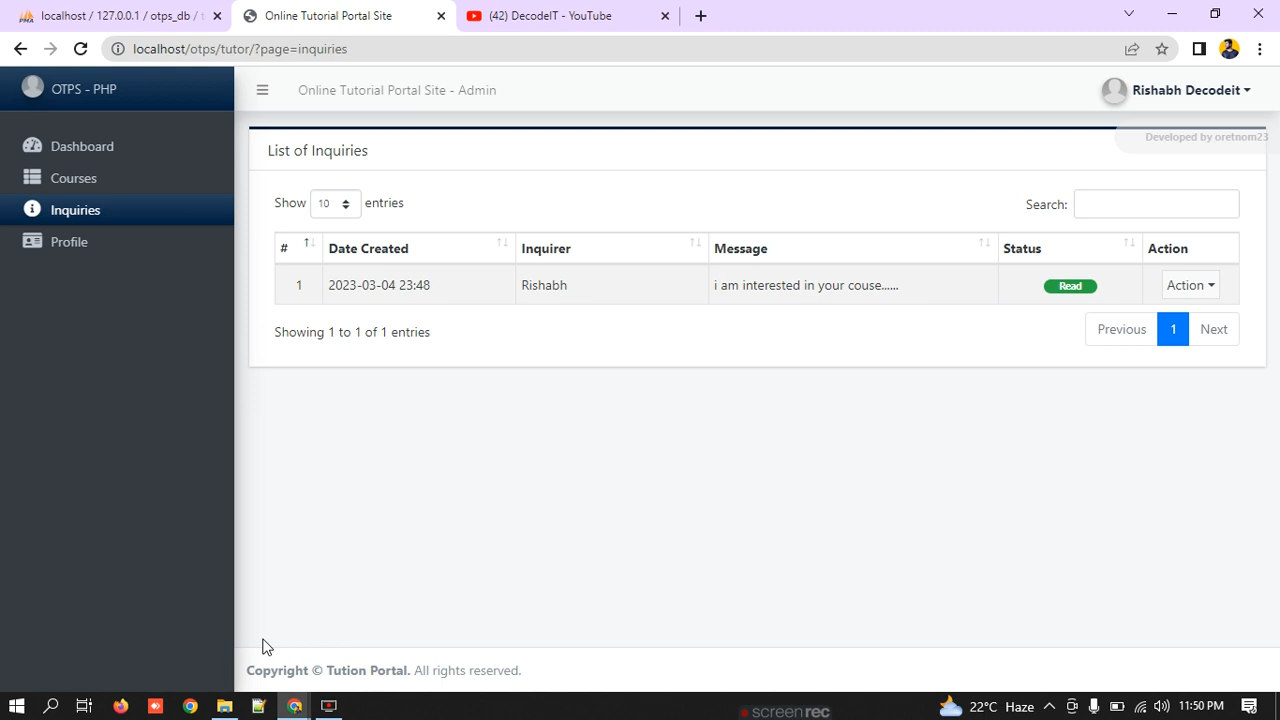 localhost / 127.0.0.1 / otps_db / t
Online Tutorial Portal Site
(42) DecodeIT - YouTube
localhost/otps/tutor/?page=inquiries
OTPS - PHP
Online Tutorial Portal Site - Admin
Rishabh Decodeit
Developed by oretnom23
Dashboard
Courses
Inquiries
Profile
List of Inquiries
Show 10 entries
Search:
# Date Created Inquirer Message Status Action
1 2023-03-04 23:48 Rishabh i am interested in your couse...... Read Action
Showing 1 to 1 of 1 entries
Previous 1 Next
Copyright © Tution Portal. All rights reserved.
22°C Haze
11:50 PM
screenrec